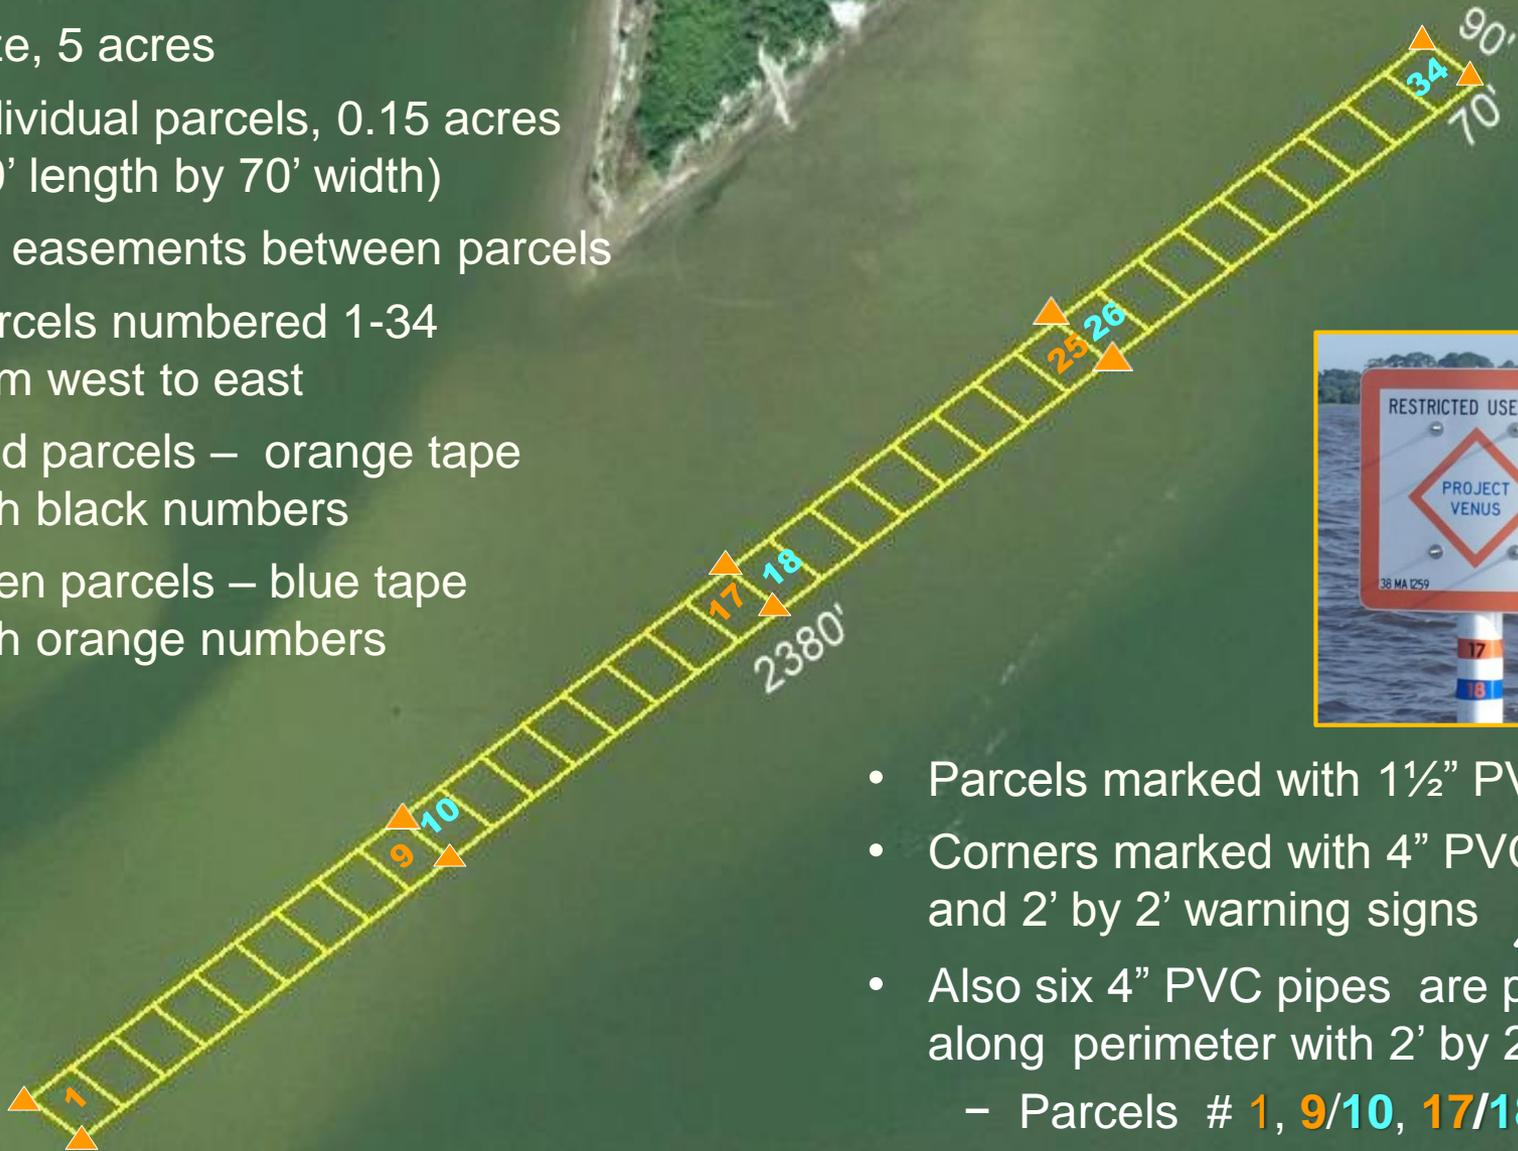 ze, 5 acres
dividual parcels, 0.15 acres
0’ length by 70’ width)
easements between parcels
rcels numbered 1-34
m west to east
d parcels – orange tape
h black numbers
en parcels – blue tape
h orange numbers
90'
34
70'
26
25
18
17
2380'
10
9
1
RESTRICTED USE
PROJECT
VENUS
38 MA 1259
17
18
• Parcels marked with 1½” PV
• Corners marked with 4” PVC
and 2’ by 2’ warning signs
• Also six 4” PVC pipes are p
along perimeter with 2’ by 2
– Parcels # 1, 9/10, 17/18